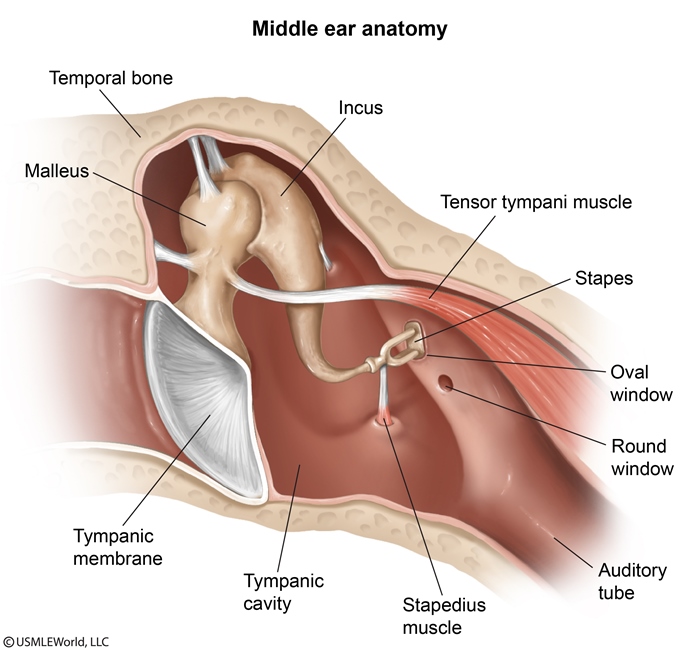 Middle ear anatomy
Temporal bone
Incus
Malleus
Tensor tympani muscle
Stapes
Oval
window
Round
window
Tympanic
membrane
Tympanic
cavity
Stapedius
muscle
Auditory
tube
© USMLEWorld, LLC